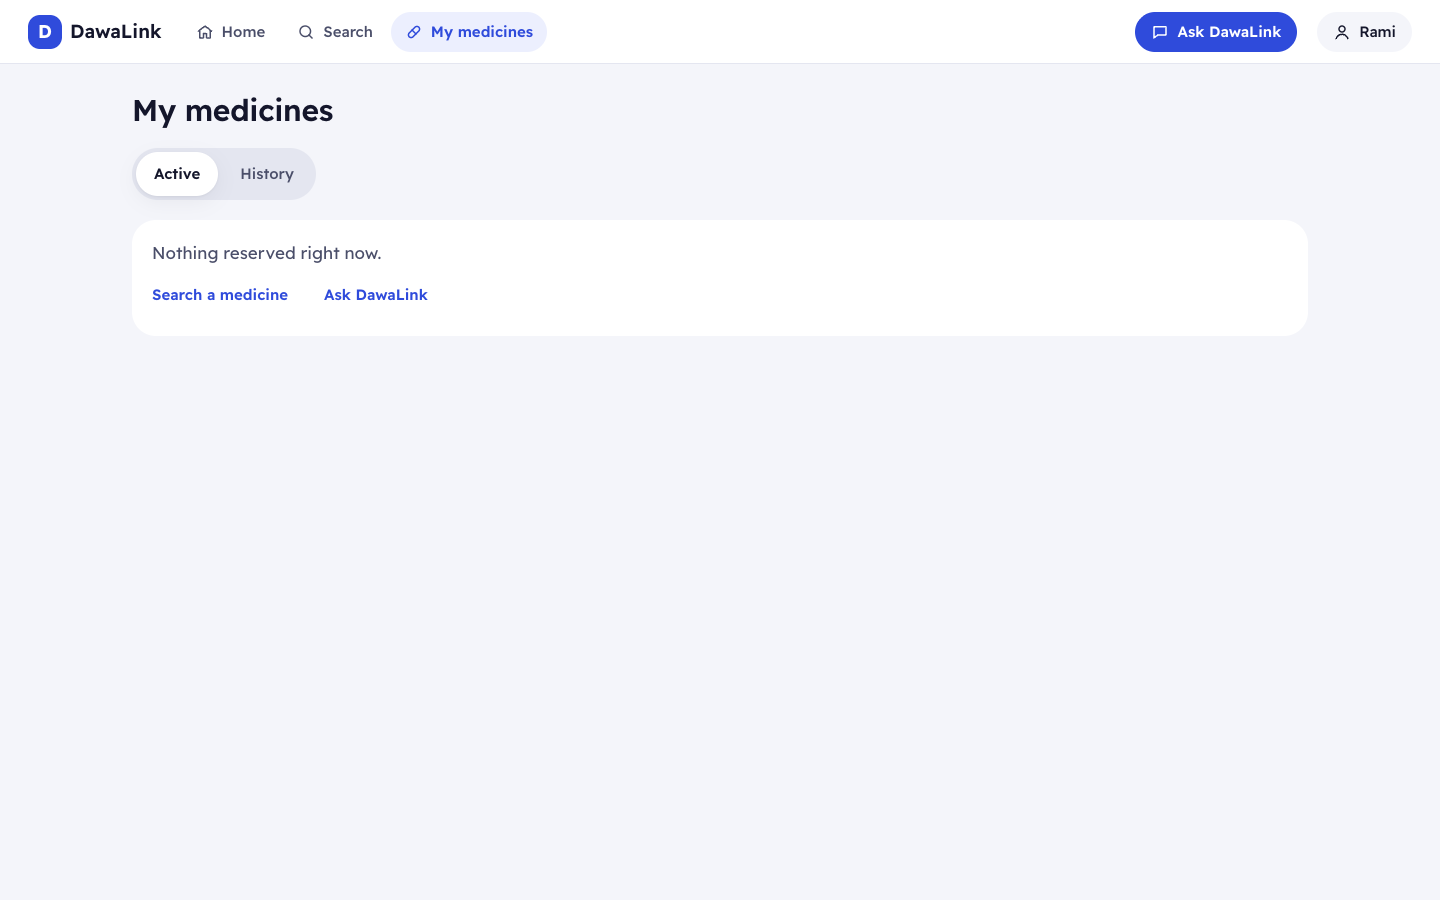 D DawaLink Home Search My medicines Ask DawaLink Rami
My medicines
Active History
Nothing reserved right now.
Search a medicine Ask DawaLink